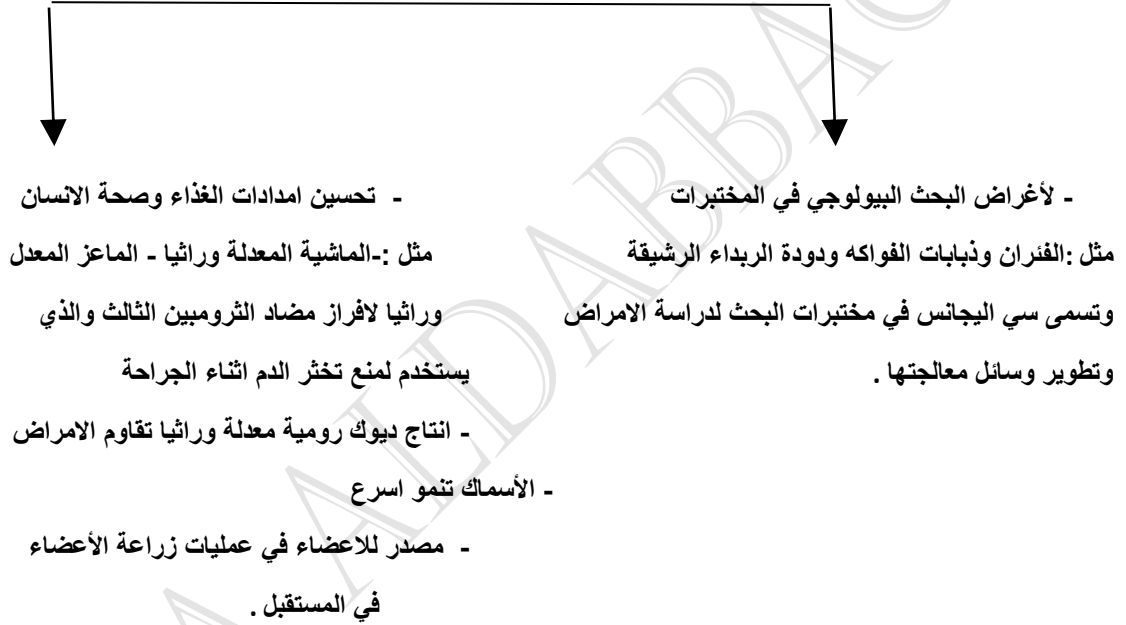 - لأغراض البحث البيولوجي في المختبرات
مثل :الفئران وذبابات الفواكه ودودة الربداء الرشيقة
وتسمى سي اليجانس في مختبرات البحث لدراسة الامراض
وتطوير وسائل معالجتها .
- تحسين امدادات الغذاء وصحة الانسان
مثل :-الماشية المعدلة وراثيا - الماعز المعدل
وراثيا لافراز مضاد الثرومبين الثالث والذي
يستخدم لمنع تخثر الدم اثناء الجراحة
- انتاج ديوك رومية معدلة وراثيا تقاوم الامراض
- الأسماك تنمو اسرع
- مصدر للاعضاء في عمليات زراعة الأعضاء
في المستقبل .
ALDABBAG